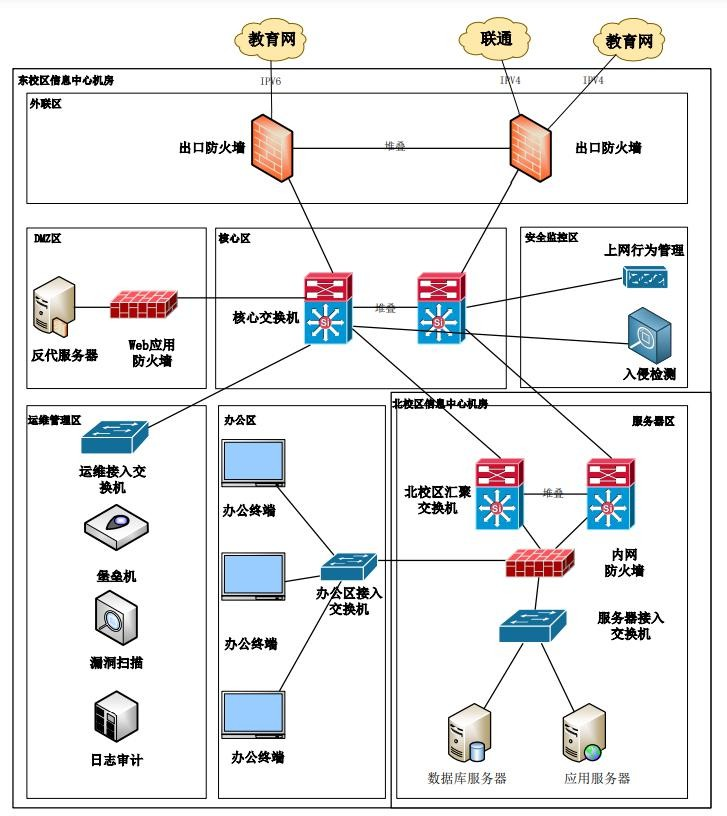 教育网
联通
教育网
东校区信息中心机房
IPV6
IPV4
IPV4
外联区
出口防火墙
堆叠
出口防火墙
DMZ区
核心区
安全监控区
上网行为管理
核心交换机
堆叠
反代服务器
Web应用
防火墙
入侵检测
运维管理区
办公区
北校区信息中心机房
服务器区
运维接入交
换机
办公终端
北校区汇聚
交换机
堆叠
堡垒机
内网
防火墙
办公区接入
交换机
服务器接入
交换机
漏洞扫描
办公终端
日志审计
办公终端
数据库服务器
应用服务器